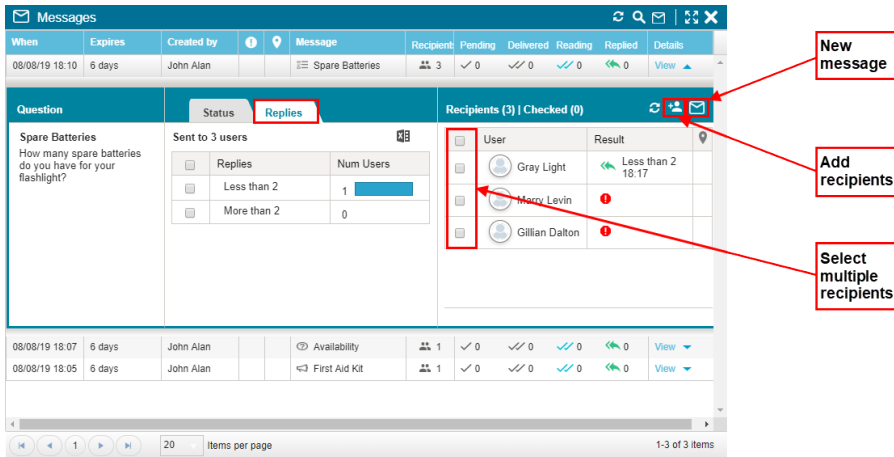 Messages
When Expires Created by Message Recipient: Pending Delivered Reading Replied Details
08/08/19 18:10 6 days John Alan Spare Batteries 3 0 0 0 0 View
New
message
Question Status Replies Recipients (3) | Checked (0)
Spare Batteries Sent to 3 users
How many spare batteries
do you have for your
flashlight?
Replies Num Users
Less than 2 1
More than 2 0
User Result
Gray Light Less than 2
18:17
Marry Levin
Gillian Dalton
Add
recipients
Select
multiple
recipients
08/08/19 18:07 6 days John Alan Availability 1 0 0 0 0 View
08/08/19 18:05 6 days John Alan First Aid Kit 1 0 0 0 0 View
1 20 Items per page 1-3 of 3 items